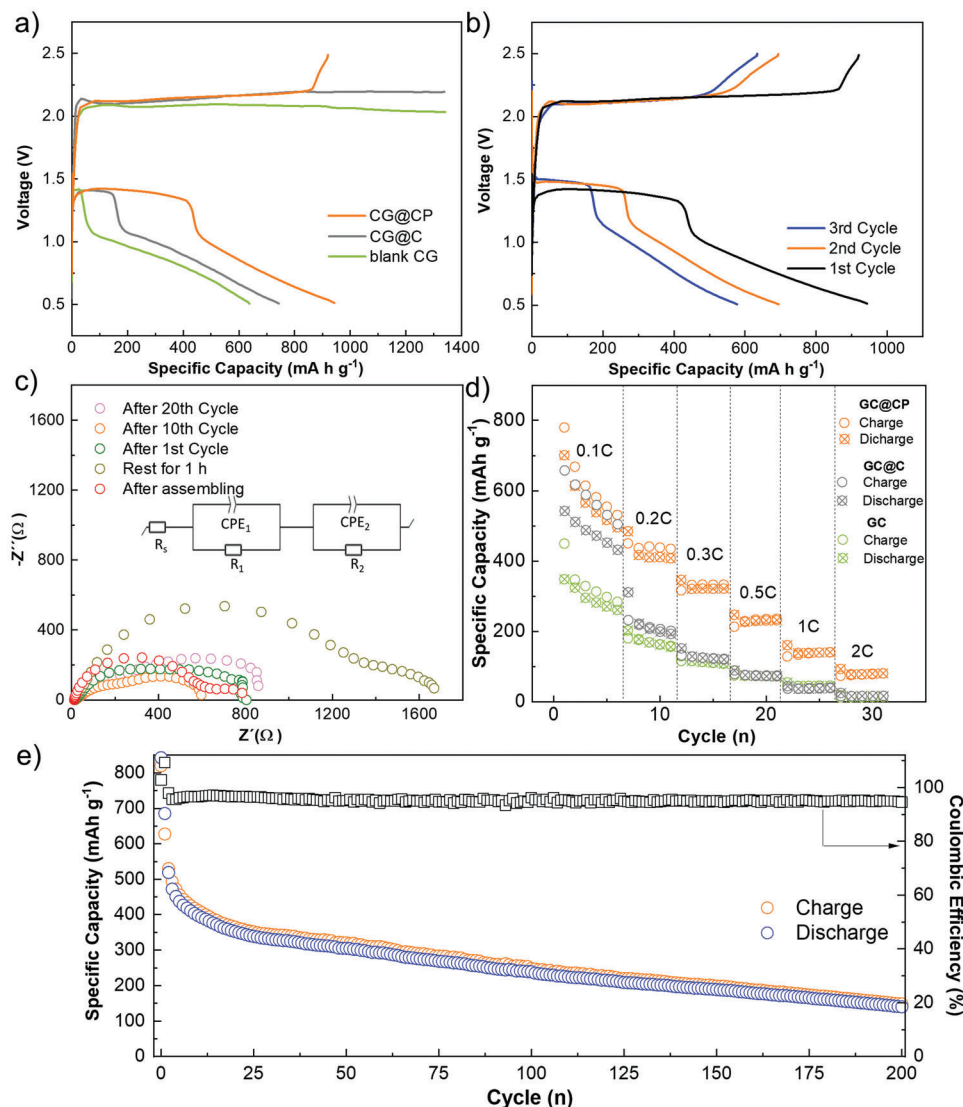 a)
2.5
2.0
1.5
1.0
0.5
Voltage (V)
CG@CP
CG@C
blank CG
0 200 400 600 800 1000 1200 1400
Specific Capacity (mA h g⁻¹)
b)
2.5
2.0
1.5
1.0
0.5
Voltage (V)
3rd Cycle
2nd Cycle
1st Cycle
0 200 400 600 800 1000
Specific Capacity (mA h g⁻¹)
c)
1800
1400
1000
800
400
0
-Z´´(Ω)
After 20th Cycle
After 10th Cycle
After 1st Cycle
Rest for 1 h
After assembling
CPE₁
CPE₂
Rₛ
R₁
R₂
0 400 800 1200 1600
Z´(Ω)
d)
800
600
400
200
0
Specific Capacity (mAh g⁻¹)
0.1C
0.2C
0.3C
0.5C
1C
2C
GC@CP
Charge
Dicharge
GC@C
Charge
Discharge
GC
Charge
Discharge
0 10 20 30
Cycle (n)
e)
800
700
600
500
400
300
200
100
0
Specific Capacity (mAh g⁻¹)
Charge
Discharge
100
80
60
40
20
0
Coulombic Efficiency
(%)
0 25 50 75 100 125 150 175 200
Cycle (n)